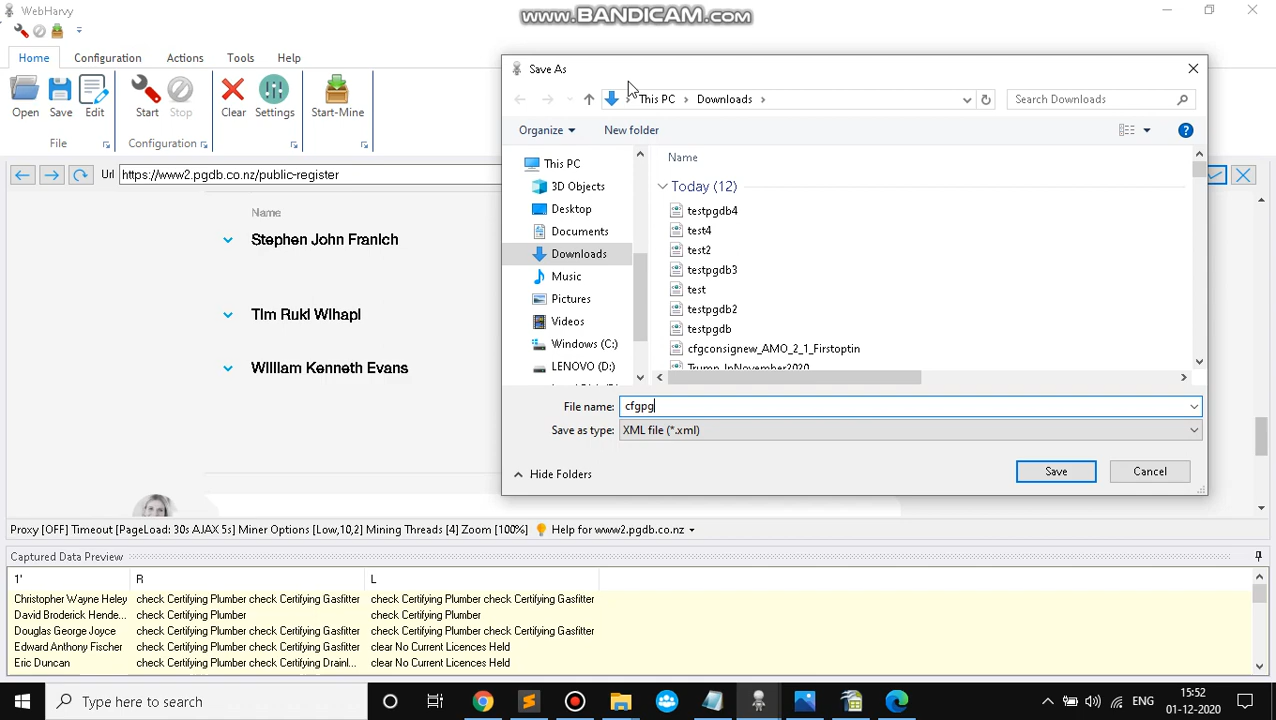 WebHarvy
www.BANDICAM.com
Home Configuration Actions Tools Help
Open Save Edit Start Stop Settings Start-Mine
File Configuration
Url https://www2.pgdb.co.nz/public-register
Name
Stephen John Franich
Tim Ruki Wihapi
William Kenneth Evans
Save As
This PC Downloads
Search Downloads
Organize New folder
This PC
3D Objects
Desktop
Documents
Downloads
Music
Pictures
Videos
Windows (C:)
LENOVO (D:)
Name
Today (12)
testpgdb4
test4
test2
testpgdb3
test
testpgdb2
testpgdb
cfgconsignew_AMO_2_1_Firstoptin
Trump_InNovember2020
File name: cfgpg
Save as type: XML file (*.xml)
Hide Folders
Save Cancel
Proxy [OFF] Timeout [PageLoad: 30s AJAX 5s] Miner Options [Low,10,2] Mining Threads [4] Zoom [100%] Help for www2.pgdb.co.nz
Captured Data Preview
1' R L
Christopher Wayne Heley check Certifying Plumber check Certifying Gasfitter check Certifying Plumber check Certifying Gasfitter
David Broderick Hende... check Certifying Plumber check Certifying Plumber
Douglas George Joyce check Certifying Plumber check Certifying Gasfitter check Certifying Plumber check Certifying Gasfitter
Edward Anthony Fischer check Certifying Plumber check Certifying Gasfitter clear No Current Licences Held
Eric Duncan check Certifying Plumber check Certifying Drainl... clear No Current Licences Held
Type here to search
ENG
15:52
01-12-2020